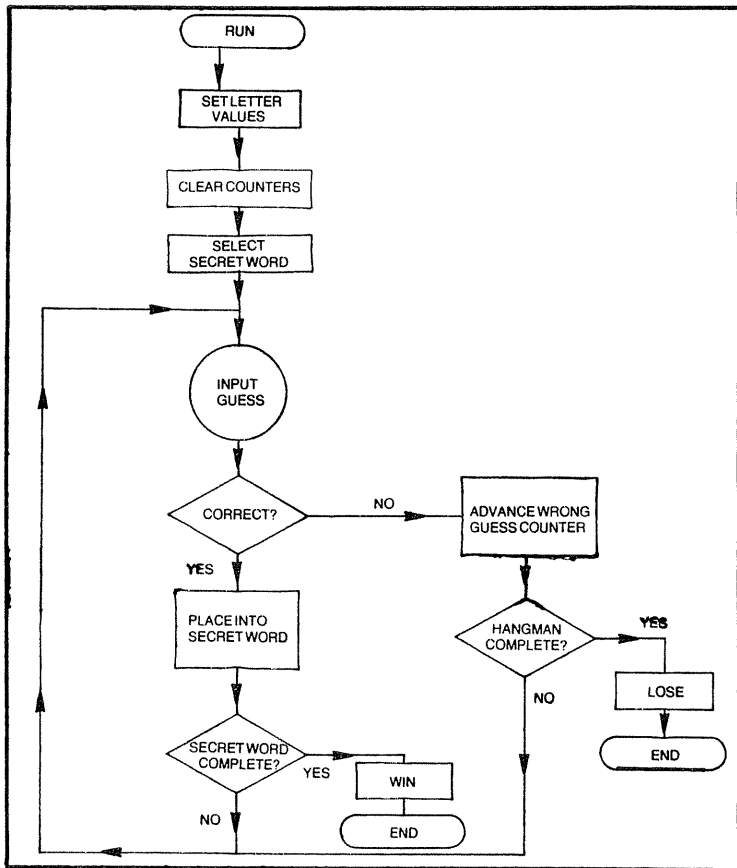 RUN
SET LETTER
VALUES
CLEAR COUNTERS
SELECT
SECRET WORD
INPUT
GUESS
CORRECT?
NO
ADVANCE WRONG
GUESS COUNTER
YES
PLACE INTO
SECRET WORD
HANGMAN
COMPLETE?
YES
NO
LOSE
END
SECRET WORD
COMPLETE?
YES
WIN
NO
END